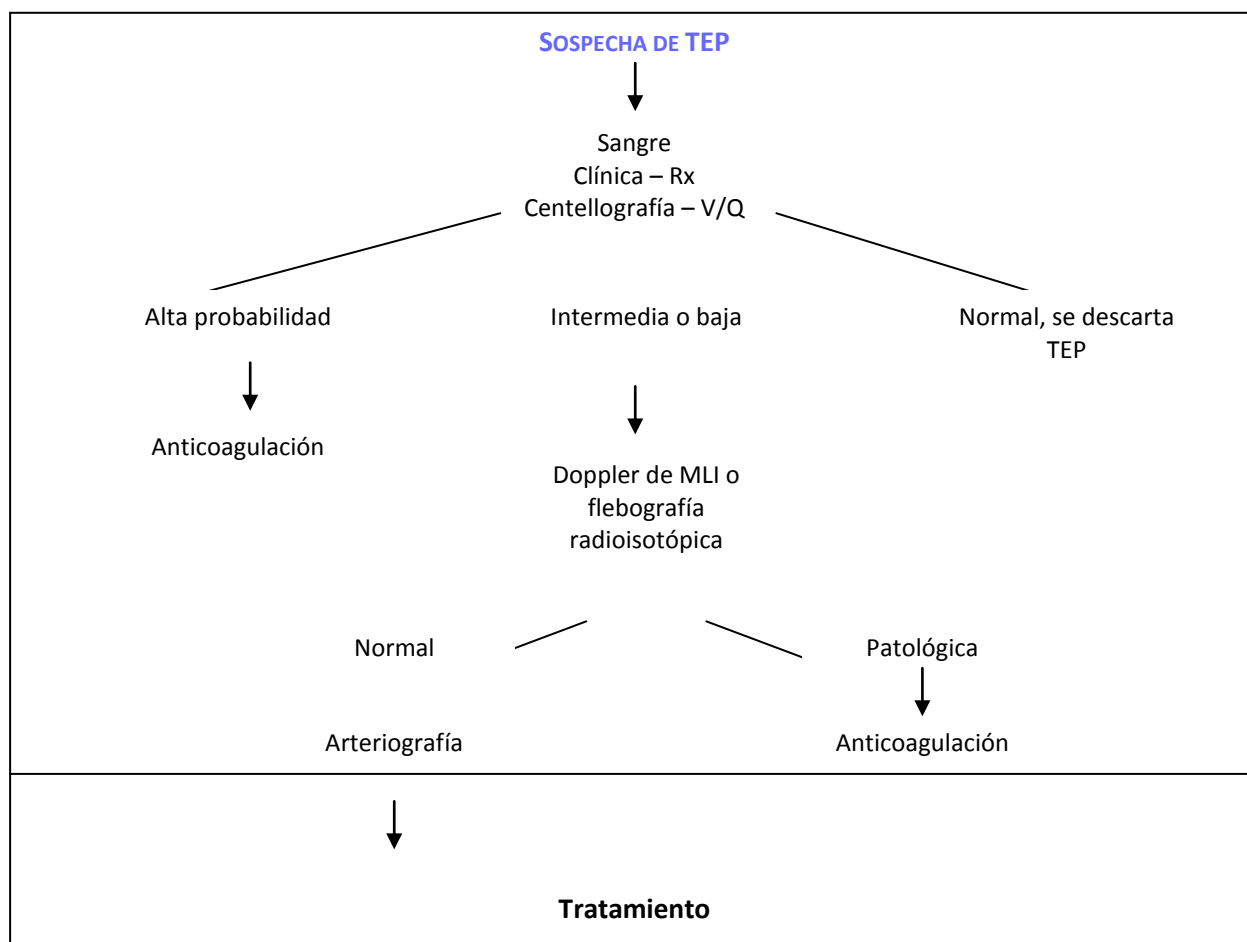 SOSPECHA DE TEP
Sangre
Clínica – Rx
Centellografía – V/Q
Alta probabilidad
Intermedia o baja
Normal, se descarta
TEP
Anticoagulación
Doppler de MLI o
flebografía
radioisotópica
Normal
Patológica
Arteriografía
Anticoagulación
Tratamiento